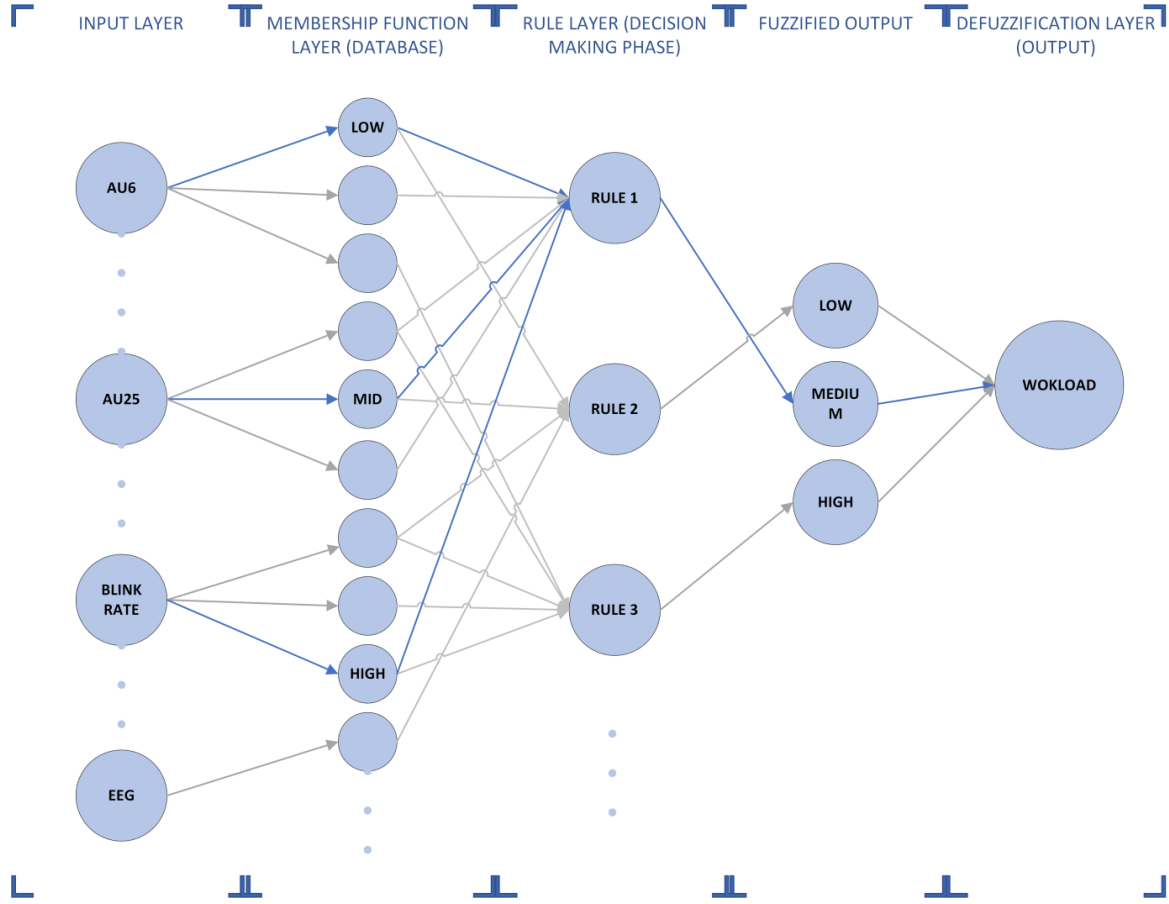 INPUT LAYER
MEMBERSHIP FUNCTION
LAYER (DATABASE)
RULE LAYER (DECISION
MAKING PHASE)
FUZZIFIED OUTPUT
DEFUZZIFICATION LAYER
(OUTPUT)
AU6
AU25
BLINK
RATE
EEG
LOW
MID
HIGH
RULE 1
RULE 2
RULE 3
LOW
MEDIU
M
HIGH
WOKLOAD